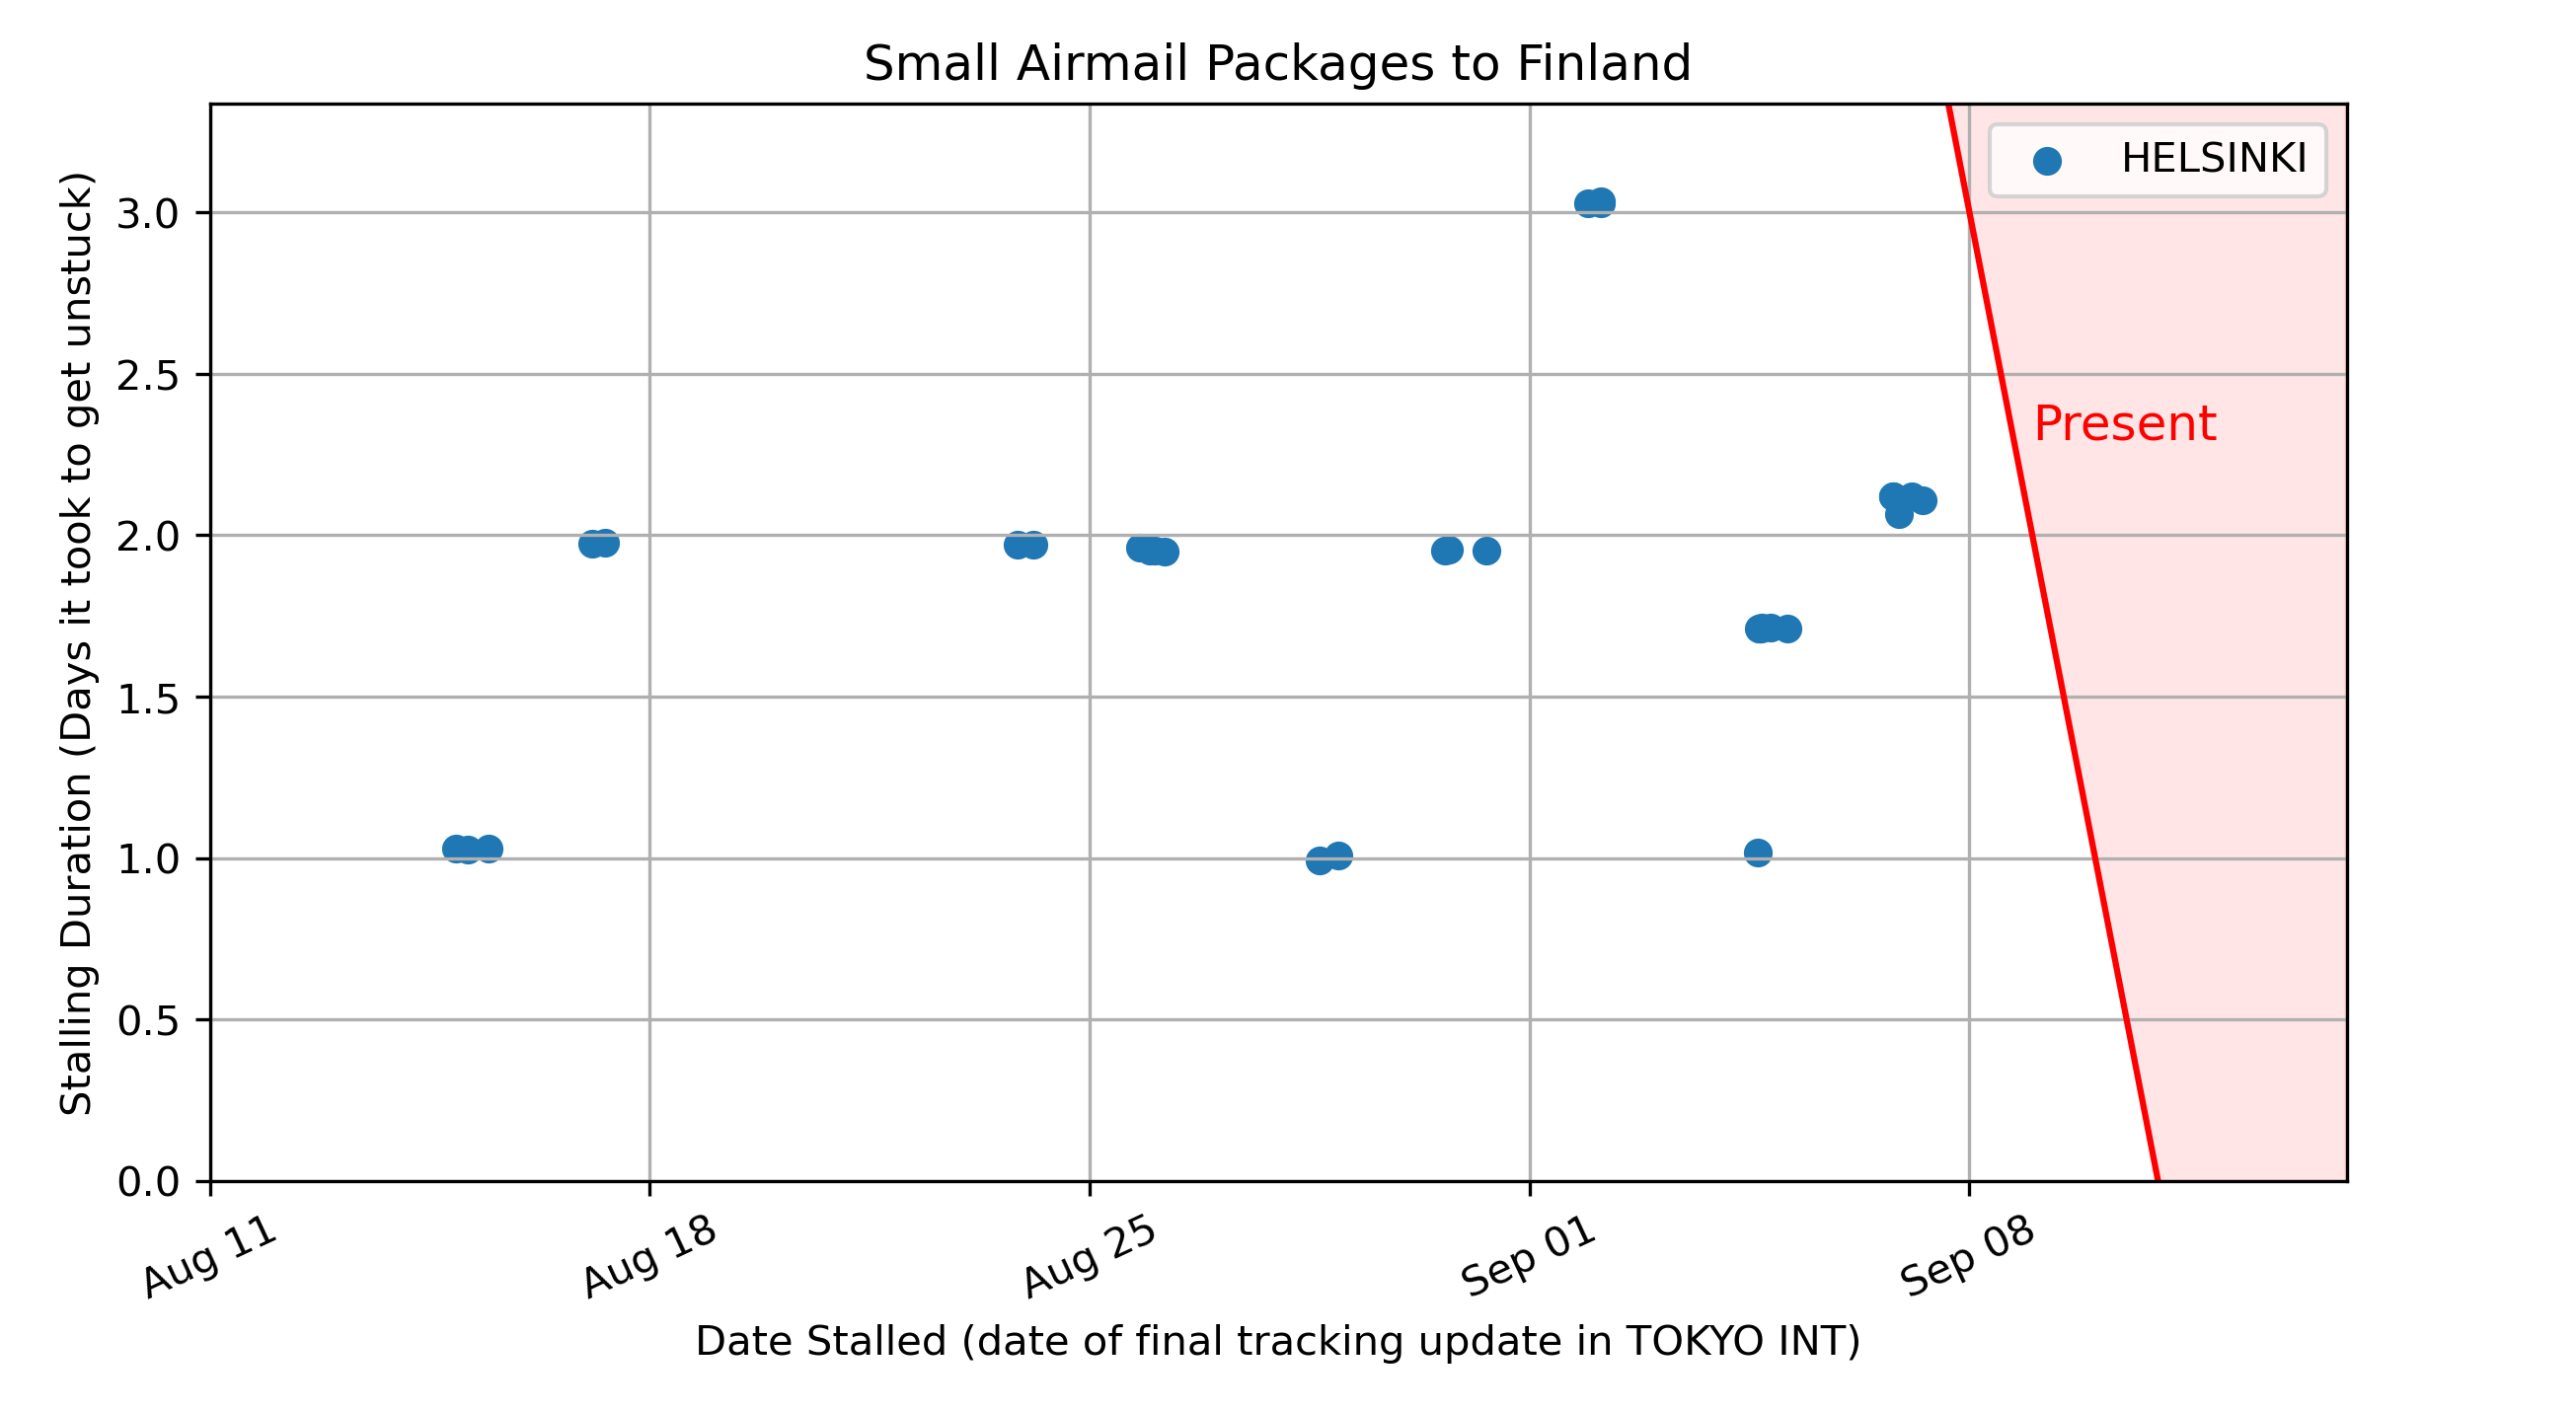 Small Airmail Packages to Finland
HELSINKI
Present
Stalling Duration (Days it took to get unstuck)
3.0
2.5
2.0
1.5
1.0
0.5
0.0
Aug 11
Aug 18
Aug 25
Sep 01
Sep 08
Date Stalled (date of final tracking update in TOKYO INT)